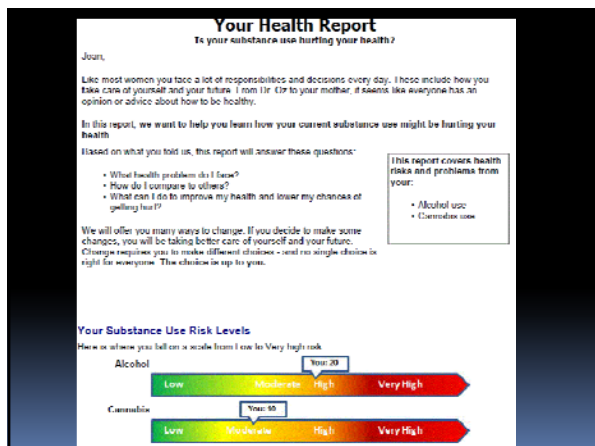 Your Health Report
Is your substance use hurting your health?
Joan,
Like most women you face a lot of responsibilities and decisions every day. These include how you
take care of yourself and your future. From Dr. Oz to your mother, it seems like everyone has an
opinion or advice about how to be healthy.
In this report, we want to help you learn how your current substance use might be hurting your
health
Based on what you told us, this report will answer these questions:
• What health problem do I face?
• How do I compare to others?
• What can I do to improve my health and lower my chances of
getting hurt?
This report covers health
risks and problems from
your:
• Alcohol use
• Cannabis use
We will offer you many ways to change. If you decide to make some
changes, you will be taking better care of yourself and your future.
Change requires you to make different choices - and no single choice is
right for everyone. The choice is up to you.
Your Substance Use Risk Levels
Here is where you fall on a scale from Low to Very high risk
You: 20
Alcohol
Low Moderate High Very High
You: 10
Cannabis
Low Moderate High Very High